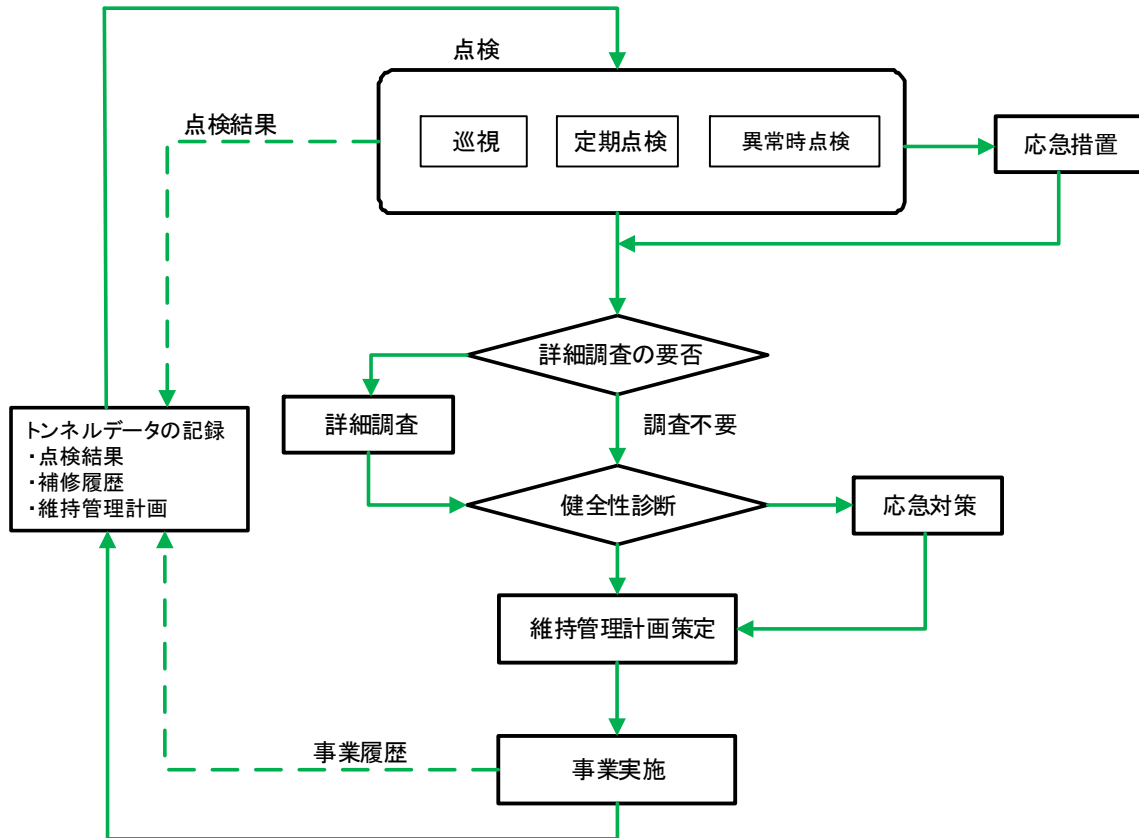 点検
点検結果
巡視
定期点検
異常時点検
応急措置
詳細調査の要否
詳細調査
調査不要
トンネルデータの記録
・点検結果
・補修履歴
・維持管理計画
健全性診断
応急対策
維持管理計画策定
事業履歴
事業実施